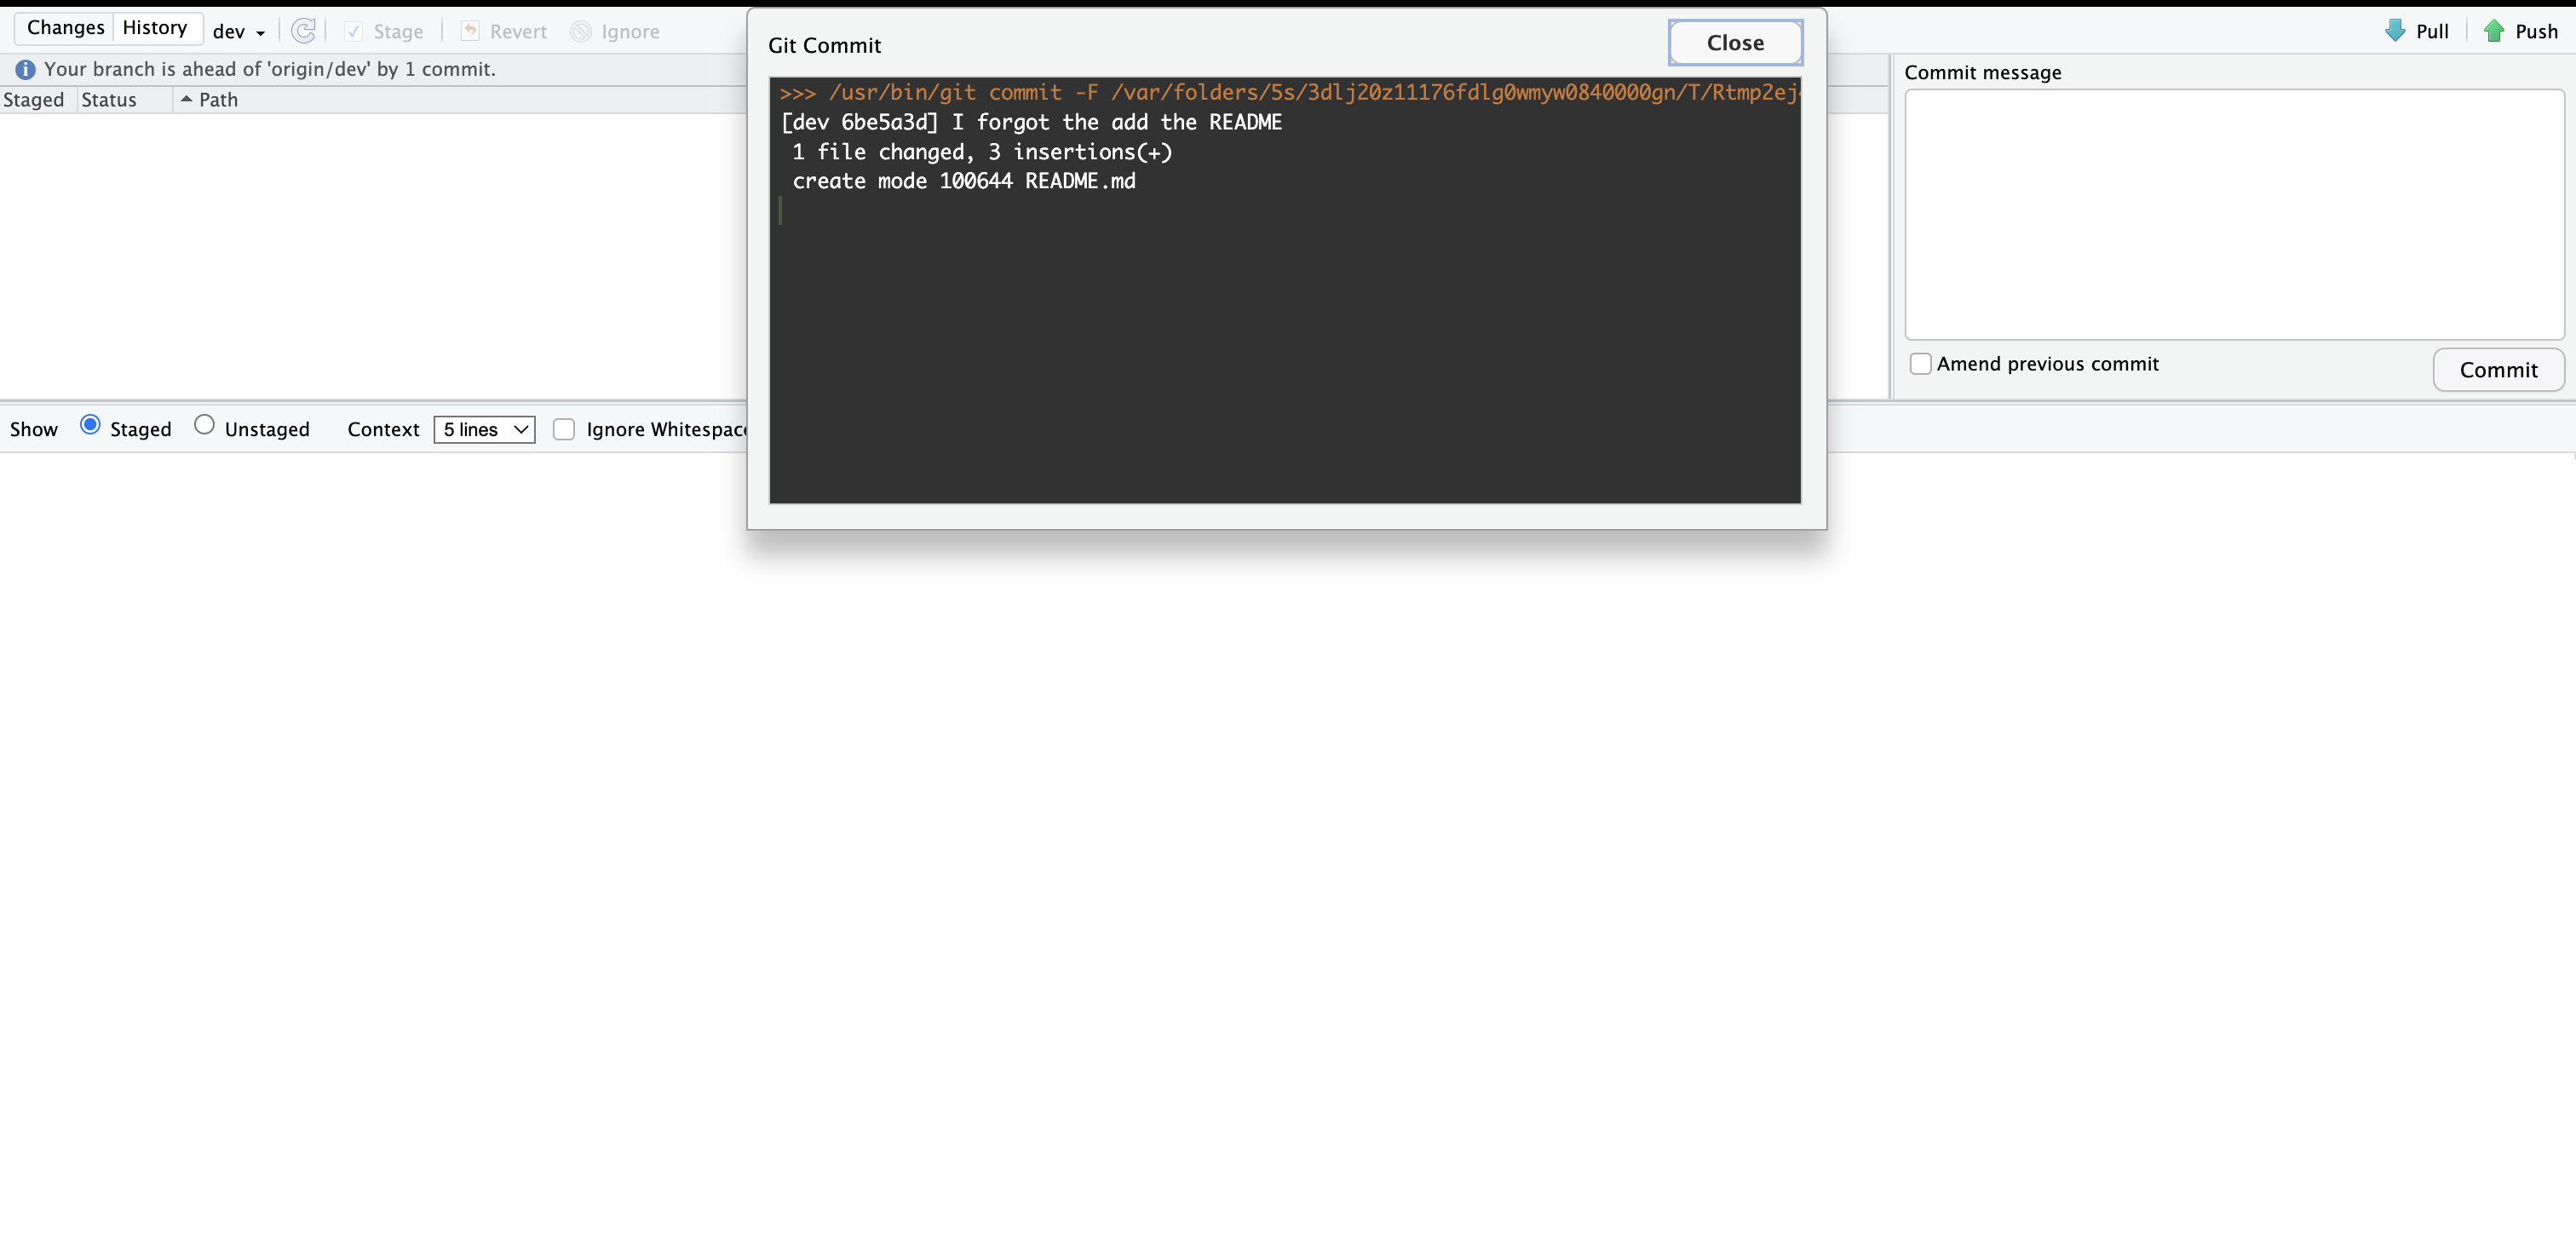 Changes History dev Stage Revert Ignore
Pull Push
Your branch is ahead of 'origin/dev' by 1 commit.
Staged Status Path
Git Commit
Close
>>> /usr/bin/git commit -F /var/folders/5s/3dlj20z11176fdlg0wmyw0840000gn/T/Rtmp2ej
[dev 6be5a3d] I forgot the add the README
1 file changed, 3 insertions(+)
create mode 100644 README.md
Commit message
Amend previous commit
Commit
Show Staged Unstaged Context 5 lines Ignore Whitespac